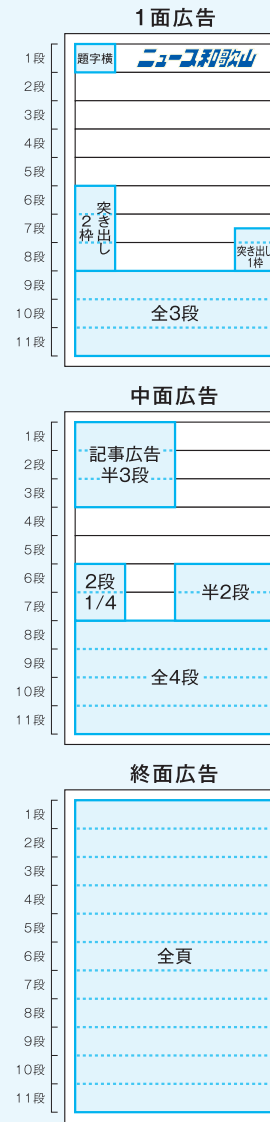 1面広告
1段
題字横
ニュース和歌山
2段
3段
4段
5段
6段
突き出し
2枠
7段
8段
突き出し
1枠
9段
10段
全3段
11段
中面広告
1段
2段
記事広告
半3段
3段
4段
5段
6段
2段
1/4
半2段
7段
8段
9段
全4段
10段
11段
終面広告
1段
2段
3段
4段
5段
6段
全頁
7段
8段
9段
10段
11段